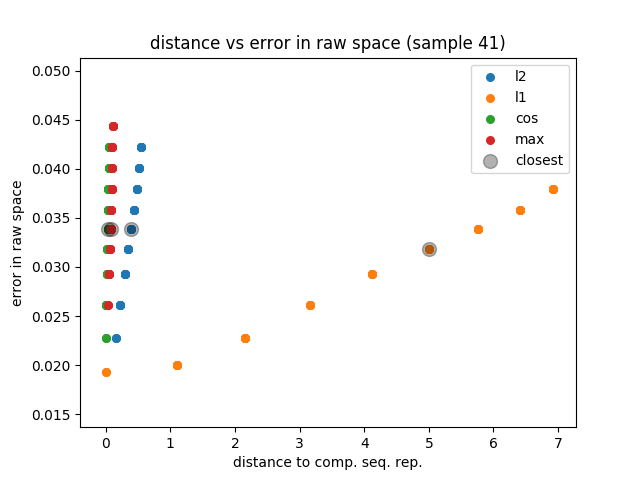 distance vs error in raw space (sample 41)
0.050
0.045
0.040
0.035
0.030
0.025
0.020
0.015
error in raw space
l2
l1
cos
max
closest
0 1 2 3 4 5 6 7
distance to comp. seq. rep.